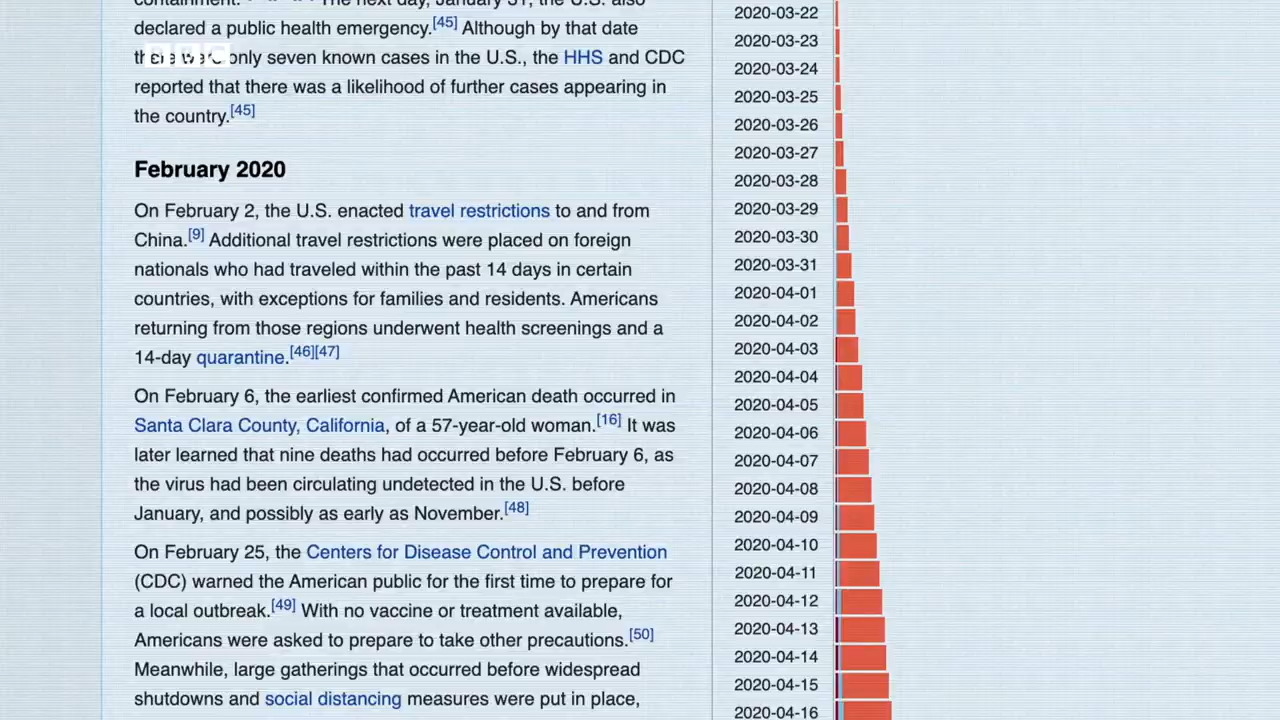 containment.
The next day, January 31, the U.S. also
declared a public health emergency.[45] Although by that date
there were only seven known cases in the U.S., the HHS and CDC
BBC
reported that there was a likelihood of further cases appearing in
the country.[45]
February 2020
On February 2, the U.S. enacted travel restrictions to and from
China.[9] Additional travel restrictions were placed on foreign
nationals who had traveled within the past 14 days in certain
countries, with exceptions for families and residents. Americans
returning from those regions underwent health screenings and a
14-day quarantine.[46][47]
On February 6, the earliest confirmed American death occurred in
Santa Clara County, California, of a 57-year-old woman.[16] It was
later learned that nine deaths had occurred before February 6, as
the virus had been circulating undetected in the U.S. before
January, and possibly as early as November.[48]
On February 25, the Centers for Disease Control and Prevention
(CDC) warned the American public for the first time to prepare for
a local outbreak.[49] With no vaccine or treatment available,
Americans were asked to prepare to take other precautions.[50]
Meanwhile, large gatherings that occurred before widespread
shutdowns and social distancing measures were put in place,
2020-03-22
2020-03-23
2020-03-24
2020-03-25
2020-03-26
2020-03-27
2020-03-28
2020-03-29
2020-03-30
2020-03-31
2020-04-01
2020-04-02
2020-04-03
2020-04-04
2020-04-05
2020-04-06
2020-04-07
2020-04-08
2020-04-09
2020-04-10
2020-04-11
2020-04-12
2020-04-13
2020-04-14
2020-04-15
2020-04-16